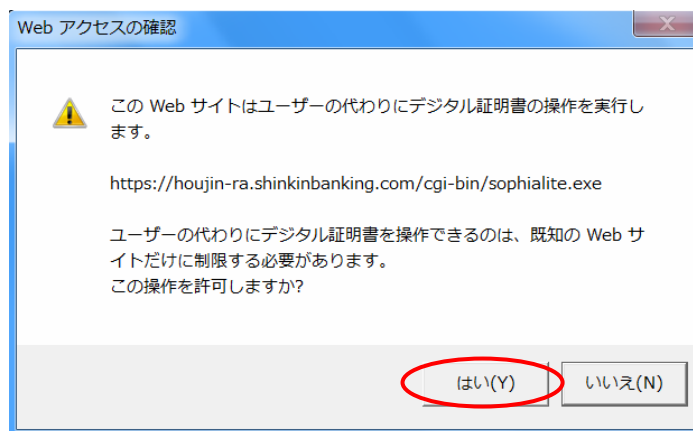 Web アクセスの確認
この Web サイトはユーザーの代わりにデジタル証明書の操作を実行し
ます。
https://houjin-ra.shinkinbanking.com/cgi-bin/sophialite.exe
ユーザーの代わりにデジタル証明書を操作できるのは、既知の Web サ
イトだけに制限する必要があります。
この操作を許可しますか?
はい(Y)
いいえ(N)